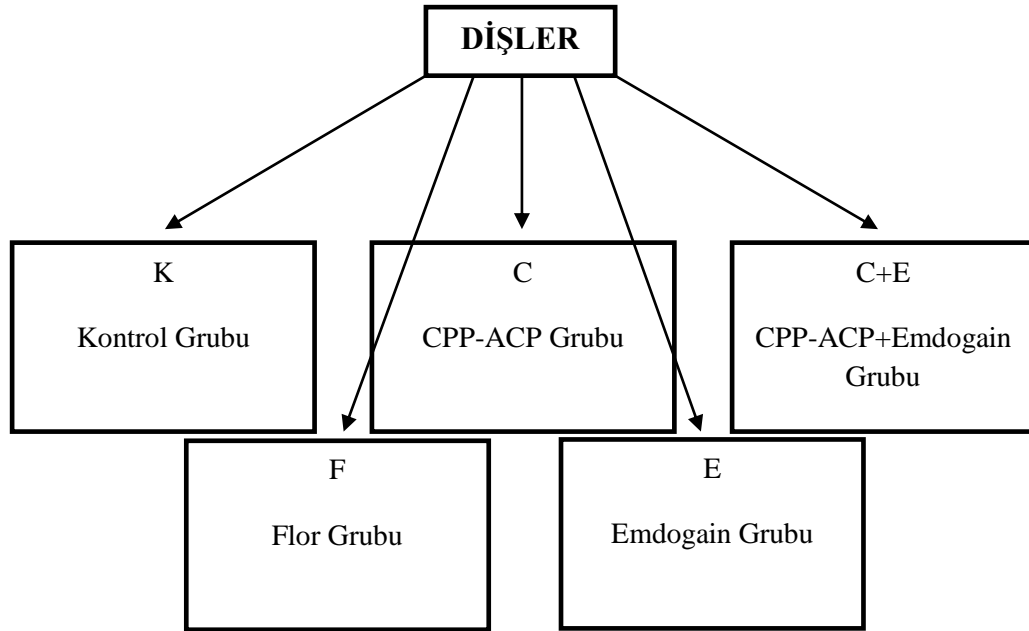 DİŞLER
K
Kontrol Grubu
C
CPP-ACP Grubu
C+E
CPP-ACP+Emdogain
Grubu
F
Flor Grubu
E
Emdogain Grubu